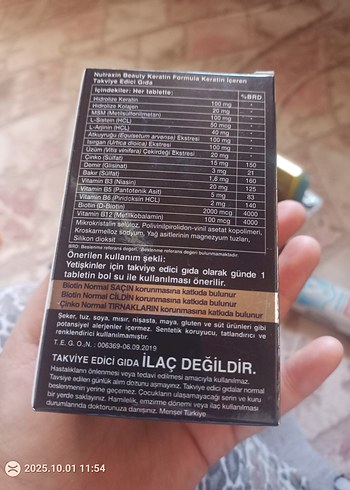 Nutraxin Beauty Keratin Formula Keratin İçeren
Takviye Edici Gıda
İçindekiler: Her tablette: %BRD
Hidrolize Keratin 100 mg -
Hidrolize Kolajen 20 mg -
MSM (Metilsülfonilmetan) 100 mg -
L-Sistein (HCL) 50 mcg -
L-Arjinin (HCL) 40 mg -
Atkuyruğu (Equisetum arvense) Ekstresi 100 mg -
Isırgan (Urtica dioica) Ekstresi 100 mg -
Üzüm (Vitis vinifera) Çekirdeği Ekstresi 20 mg -
Çinko (Sülfat) 15 mg 150
Demir (Glisinat) 3 mg 21
Bakır (Sülfat) 1,6 mg 160
Vitamin B3 (Niasin) 20 mg 125
Vitamin B5 (Pantotenik Asit) 5 mg 83
Vitamin B6 (Piridoksin HCL) 2 mg 140
Biotin (D-Biotin) 2000 mcg 4000
Vitamin B12 (Metilkobalamin) 100 mcg 4000
Mikrokristalin selüloz, Polivinilprolidon-vinil asetat kopolimeri,
Kroskarmelloz sodyum, Yağ asitlerinin magnezyum tuzları,
Silikon dioksit
BRD: Beslenme referans değeri.
Önerilen kullanım şekli:
Yetişkinler için takviye edici gıda olarak günde 1
tabletin bol su ile kullanılması önerilir.
Biotin Normal SAÇIN korunmasına katkıda bulunur
Biotin Normal CİLDİN korunmasına katkıda bulunur
Çinko Normal TIRNAKLARIN korunmasına katkıda bulunur
Şeker, tuz, soya, mısır, nişasta, maya, gluten ve süt ürünleri gibi
potansiyel alerjenler içermez. Sentetik koruyucu, tatlandırıcı ve
renklendirici kullanılmamıştır.
T. E. G. O. N. : 006369-06.09.2019
TAKVİYE EDİCİ GIDA İLAÇ DEĞİLDİR.
Hastalıkların önlenmesi veya tedavi edilmesi amacıyla kullanılmaz.
Tavsiye edilen günlük alım dozunu aşmayınız. Takviye edici gıdalar normal
beslenmenin yerine geçemez. Çocukların ulaşamayacağı serin ve kuru
bir yerde saklayınız. Hamilelik, emzirme dönemi veya ilaç kullanılması
durumlarında doktorunuza danışınız. Menşei Türkiye
2025.10.01 11:54